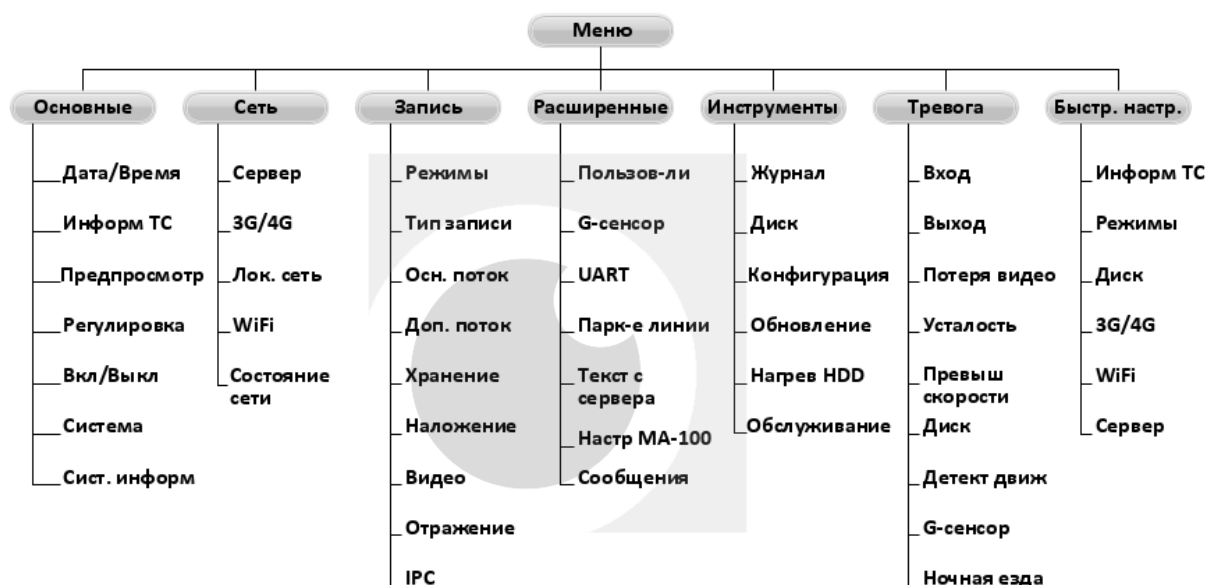 Меню
Основные
Сеть
Запись
Расширенные
Инструменты
Тревога
Быстр. настр.
Дата/Время
Информ ТС
Предпросмотр
Регулировка
Вкл/Выкл
Система
Сист. информ
Сервер
3G/4G
Лок. сеть
WiFi
Состояние
сети
Режимы
Тип записи
Осн. поток
Доп. поток
Хранение
Наложение
Видео
Отражение
IPC
Пользов-ли
G-сенсор
UART
Парк-е линии
Текст с
сервера
Настр МА-100
Сообщения
Журнал
Диск
Конфигурация
Обновление
Нагрев HDD
Обслуживание
Вход
Выход
Потеря видео
Усталость
Превыш
скорости
Диск
Детект движ
G-сенсор
Ночная езда
Информ ТС
Режимы
Диск
3G/4G
WiFi
Сервер